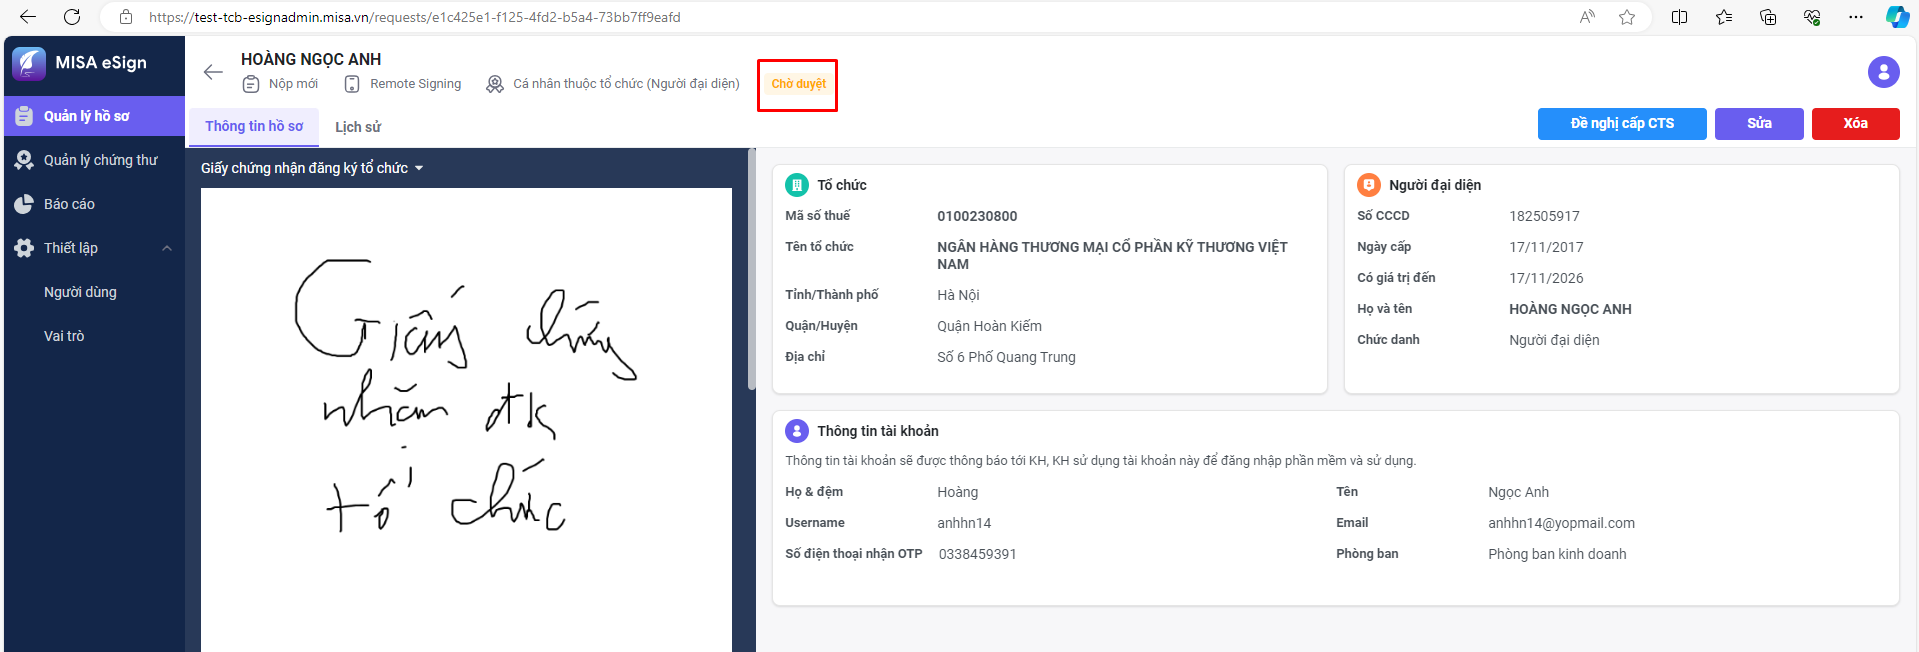 https://test-tcb-esignadmin.misa.vn/requests/e1c425e1-f125-4fd2-b5a4-73bb7ff9eafd
MISA eSign
Quản lý hồ sơ
Quản lý chứng thư
Báo cáo
Thiết lập
Người dùng
Vai trò
HOÀNG NGỌC ANH
Nộp mới Remote Signing Cá nhân thuộc tổ chức (Người đại diện) Chờ duyệt
Thông tin hồ sơ Lịch sử
Đề nghị cấp CTS Sửa Xóa
Giấy chứng nhận đăng ký tổ chức
Giấy chứng
nhận đk
tổ chức
Tổ chức
Mã số thuế 0100230800
Tên tổ chức NGÂN HÀNG THƯƠNG MẠI CỔ PHẦN KỸ THƯƠNG VIỆT
NAM
Tỉnh/Thành phố Hà Nội
Quận/Huyện Quận Hoàn Kiếm
Địa chỉ Số 6 Phố Quang Trung
Người đại diện
Số CCCD 182505917
Ngày cấp 17/11/2017
Có giá trị đến 17/11/2026
Họ và tên HOÀNG NGỌC ANH
Chức danh Người đại diện
Thông tin tài khoản
Thông tin tài khoản sẽ được thông báo tới KH, KH sử dụng tài khoản này để đăng nhập phần mềm và sử dụng.
Họ & đệm Hoàng Tên Ngọc Anh
Username anhhn14 Email anhhn14@yopmail.com
Số điện thoại nhận OTP 0338459391 Phòng ban Phòng ban kinh doanh